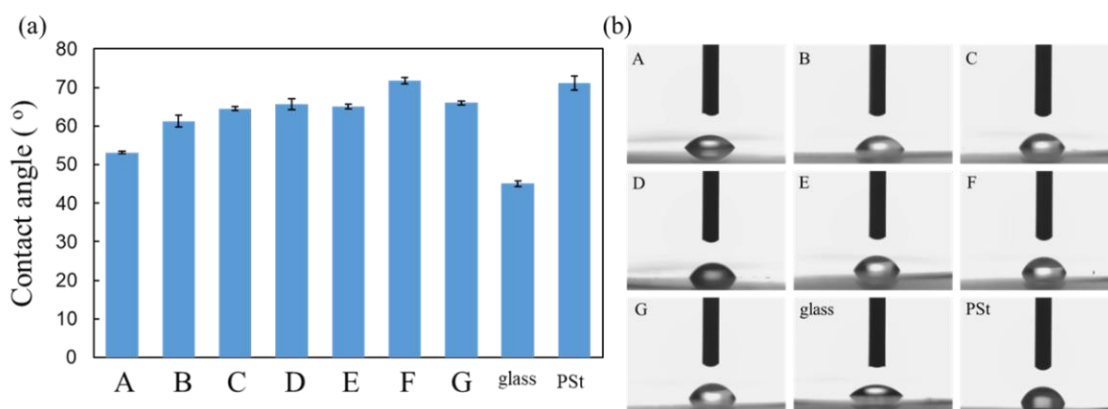 (a)
80
70
60
50
40
30
20
10
0
Contact angle ( º)
A B C D E F G glass PSt
(b)
A B C
D E F
G glass PSt